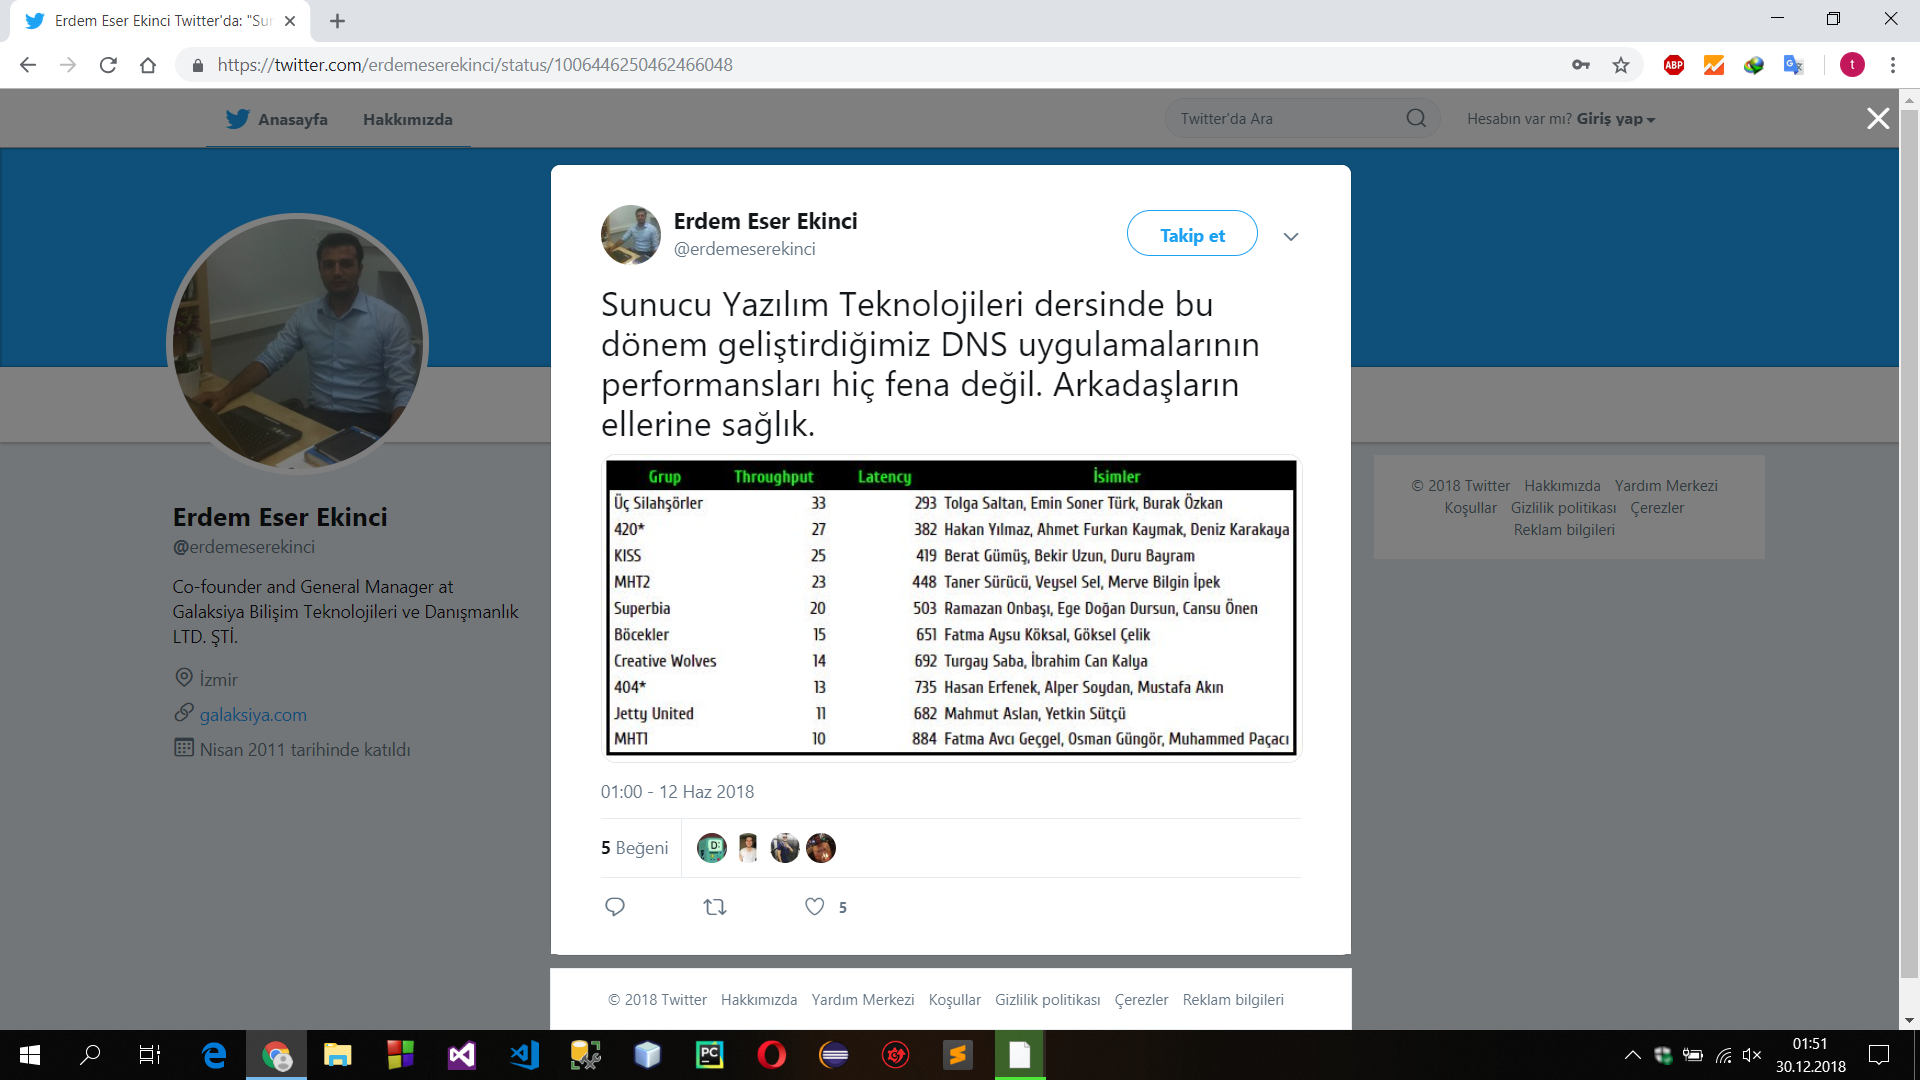 Erdem Eser Ekinci Twitter'da: "Sur
https://twitter.com/erdemeserekinci/status/1006446250462466048
ABP
t
Anasayfa Hakkımızda
Twitter'da Ara
Hesabın var mı? Giriş yap
Erdem Eser Ekinci
@erdemeserekinci
Takip et
Sunucu Yazılım Teknolojileri dersinde bu
dönem geliştirdiğimiz DNS uygulamalarının
performansları hiç fena değil. Arkadaşların
ellerine sağlık.
Grup Throughput Latency İsimler
Üç Silahşörler 33 293 Tolga Saltan, Emin Soner Türk, Burak Özkan
420* 27 382 Hakan Yılmaz, Ahmet Furkan Kaymak, Deniz Karakaya
KISS 25 419 Berat Gümüş, Bekir Uzun, Duru Bayram
MHT2 23 448 Taner Sürücü, Veysel Sel, Merve Bilgin İpek
Superbia 20 503 Ramazan Onbaşı, Ege Doğan Dursun, Cansu Önen
Böcekler 15 651 Fatma Aysu Köksal, Göksel Çelik
Creative Wolves 14 692 Turgay Saba, İbrahim Can Kalya
404* 13 735 Hasan Erfenek, Alper Soydan, Mustafa Akın
Jetty United 11 682 Mahmut Aslan, Yetkin Sütçü
MHT1 10 884 Fatma Avcı Geçgel, Osman Güngör, Muhammed Paçacı
01:00 - 12 Haz 2018
5 Beğeni
5
© 2018 Twitter Hakkımızda Yardım Merkezi Koşullar Gizlilik politikası Çerezler Reklam bilgileri
Erdem Eser Ekinci
@erdemeserekinci
Co-founder and General Manager at
Galaksiya Bilişim Teknolojileri ve Danışmanlık
LTD. ŞTİ.
İzmir
galaksiya.com
Nisan 2011 tarihinde katıldı
© 2018 Twitter Hakkımızda Yardım Merkezi
Koşullar Gizlilik politikası Çerezler
Reklam bilgileri
PC
01:51
30.12.2018